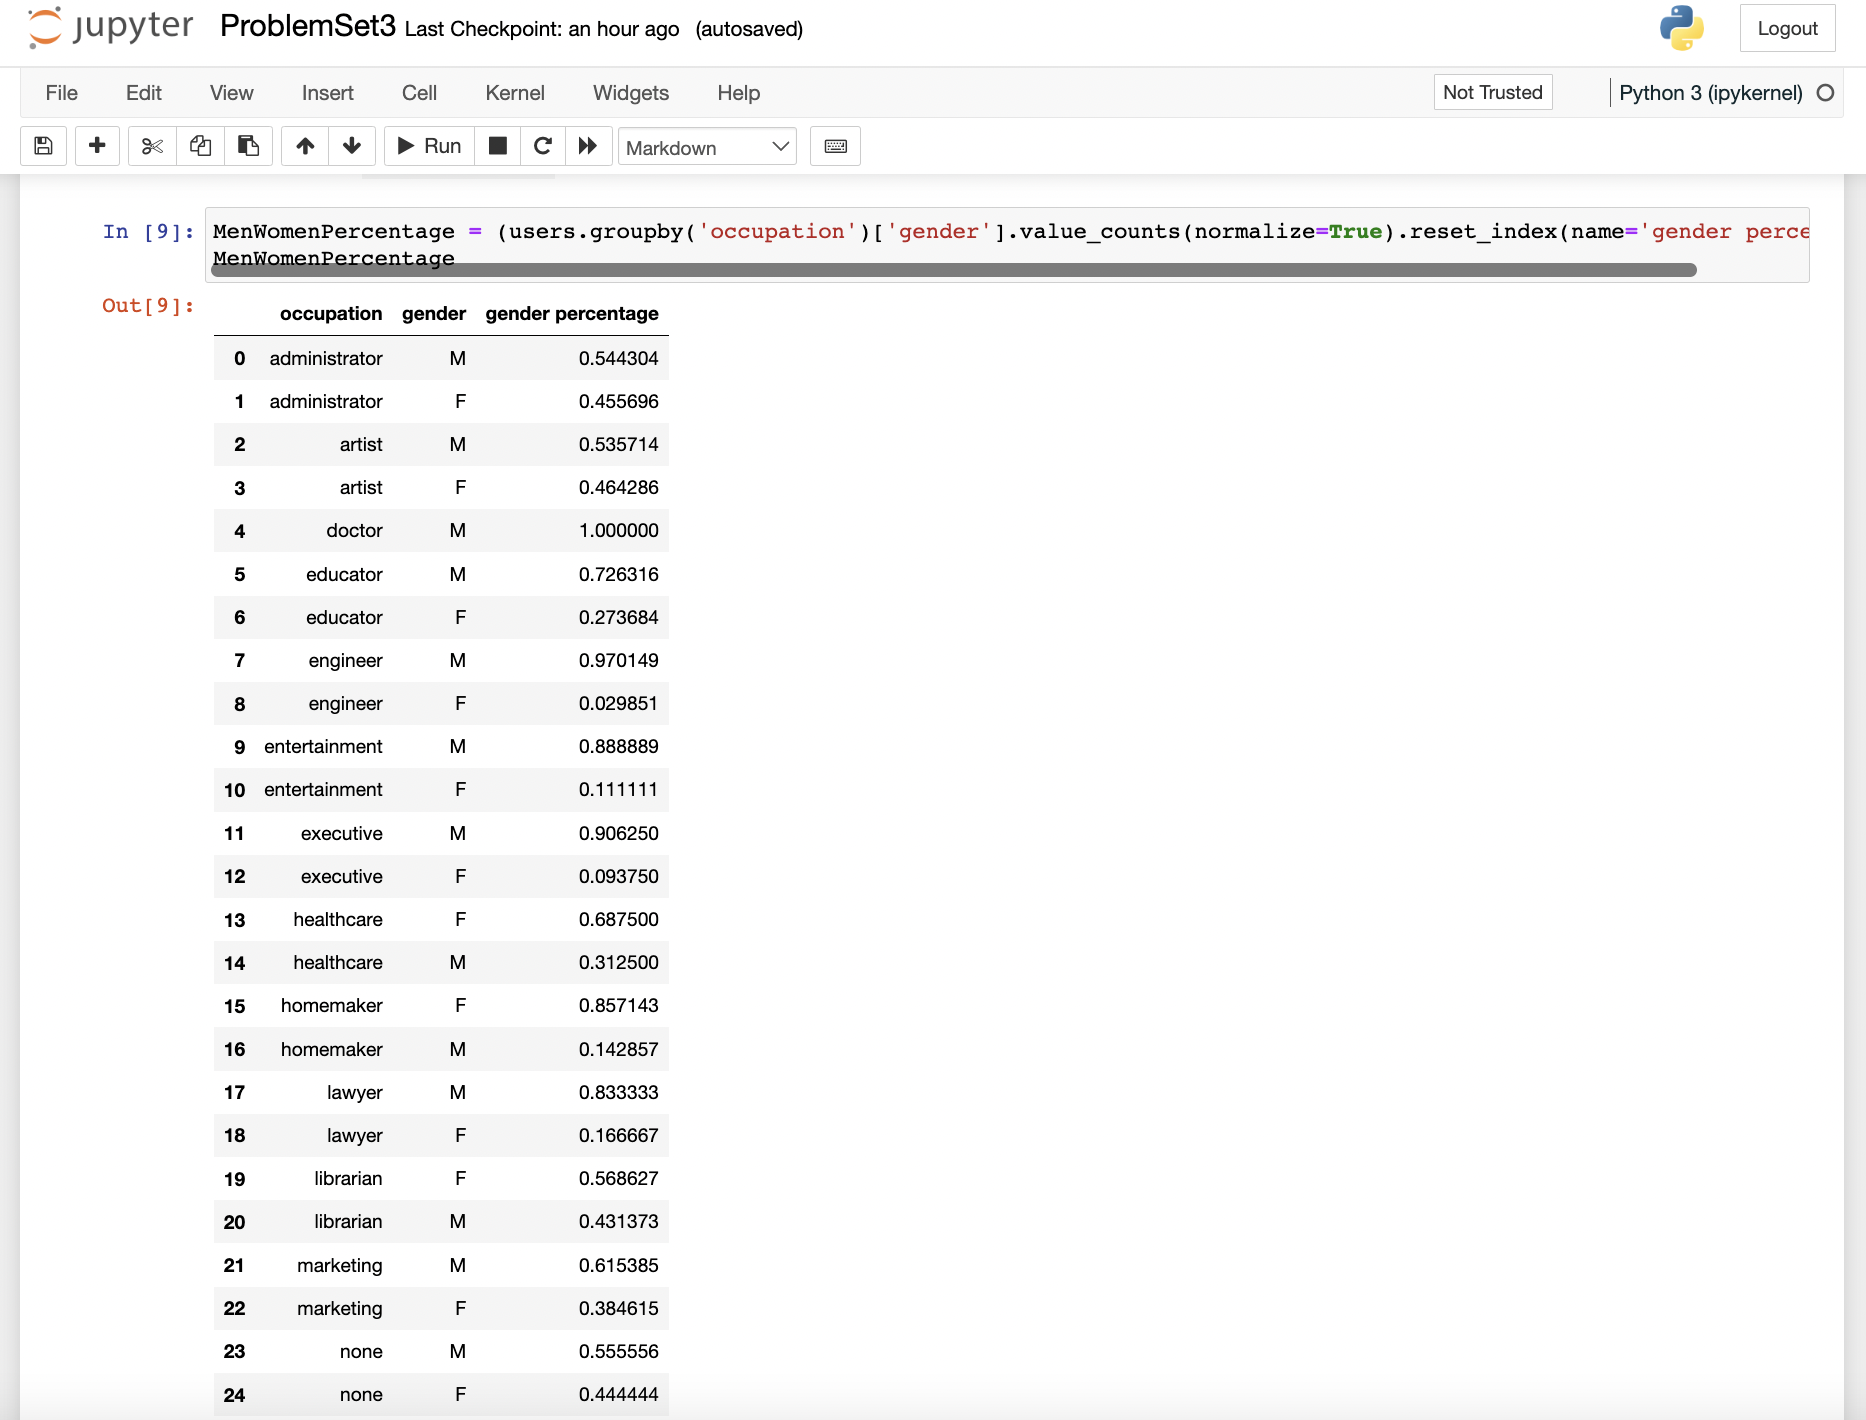 jupyter ProblemSet3 Last Checkpoint: an hour ago (autosaved) Logout
File Edit View Insert Cell Kernel Widgets Help Not Trusted Python 3 (ipykernel)
Run Markdown
In [9]: MenWomenPercentage = (users.groupby('occupation')['gender'].value_counts(normalize=True).reset_index(name='gender perce
MenWomenPercentage
Out[9]:
occupation gender gender percentage
0 administrator M 0.544304
1 administrator F 0.455696
2 artist M 0.535714
3 artist F 0.464286
4 doctor M 1.000000
5 educator M 0.726316
6 educator F 0.273684
7 engineer M 0.970149
8 engineer F 0.029851
9 entertainment M 0.888889
10 entertainment F 0.111111
11 executive M 0.906250
12 executive F 0.093750
13 healthcare F 0.687500
14 healthcare M 0.312500
15 homemaker F 0.857143
16 homemaker M 0.142857
17 lawyer M 0.833333
18 lawyer F 0.166667
19 librarian F 0.568627
20 librarian M 0.431373
21 marketing M 0.615385
22 marketing F 0.384615
23 none M 0.555556
24 none F 0.444444